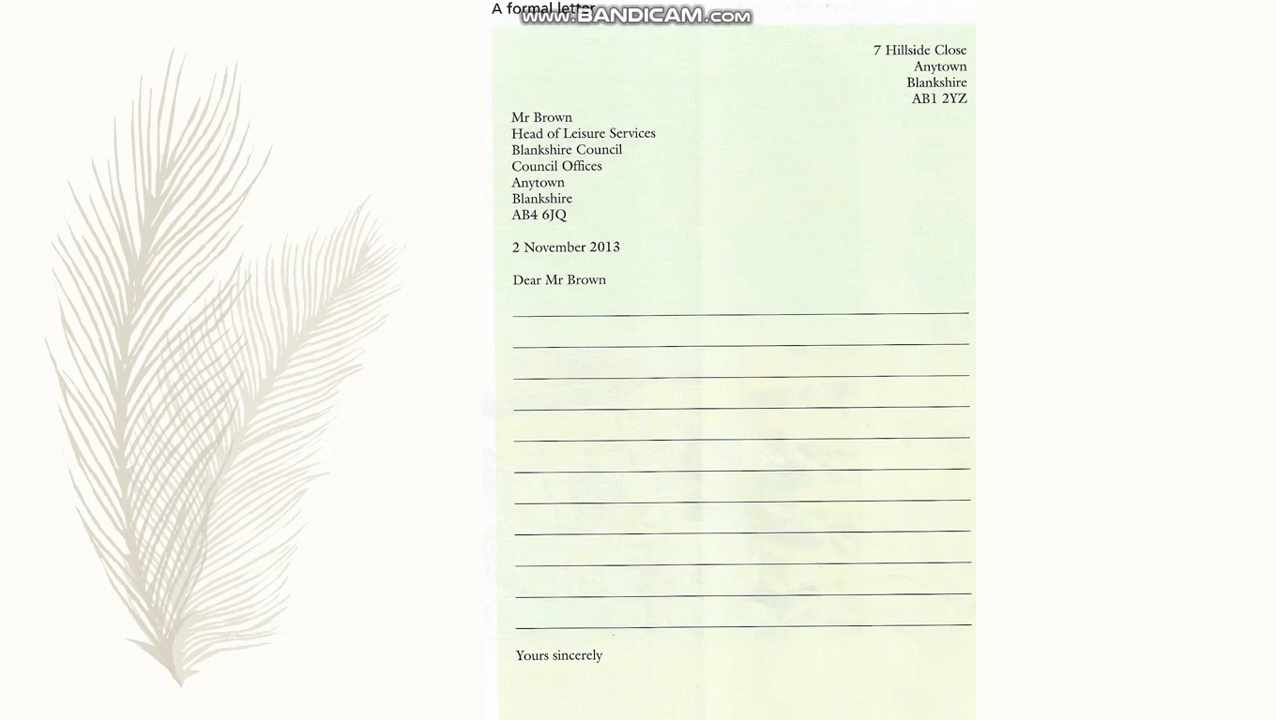 A formal letter
www.BANDICAM.com
7 Hillside Close
Anytown
Blankshire
AB1 2YZ
Mr Brown
Head of Leisure Services
Blankshire Council
Council Offices
Anytown
Blankshire
AB4 6JQ
2 November 2013
Dear Mr Brown
Yours sincerely